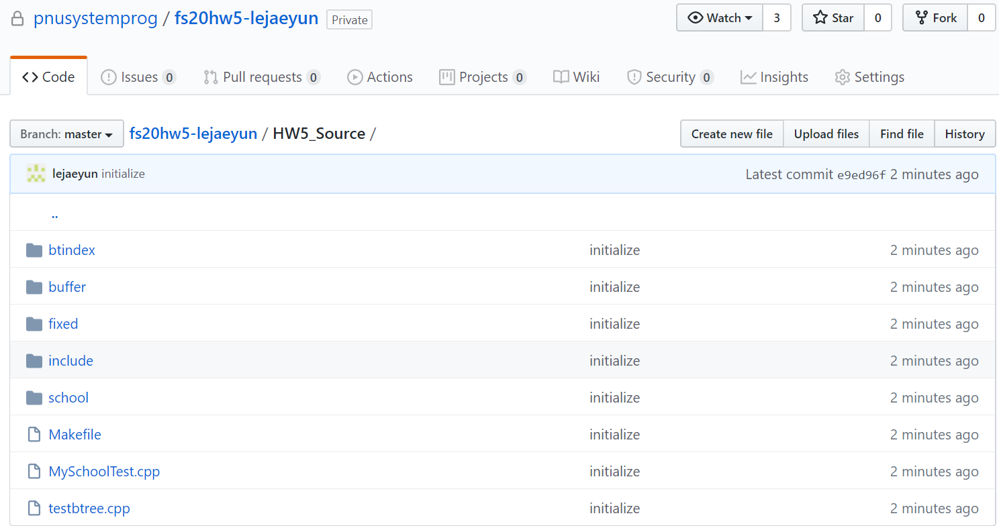 pnusystemprog / fs20hw5-lejaeyun Private Watch 3 Star 0 Fork 0
Code Issues 0 Pull requests 0 Actions Projects 0 Wiki Security 0 Insights Settings
Branch: master fs20hw5-lejaeyun / HW5_Source / Create new file Upload files Find file History
lejaeyun initialize Latest commit e9ed96f 2 minutes ago
..
btindex initialize 2 minutes ago
buffer initialize 2 minutes ago
fixed initialize 2 minutes ago
include initialize 2 minutes ago
school initialize 2 minutes ago
Makefile initialize 2 minutes ago
MySchoolTest.cpp initialize 2 minutes ago
testbtree.cpp initialize 2 minutes ago